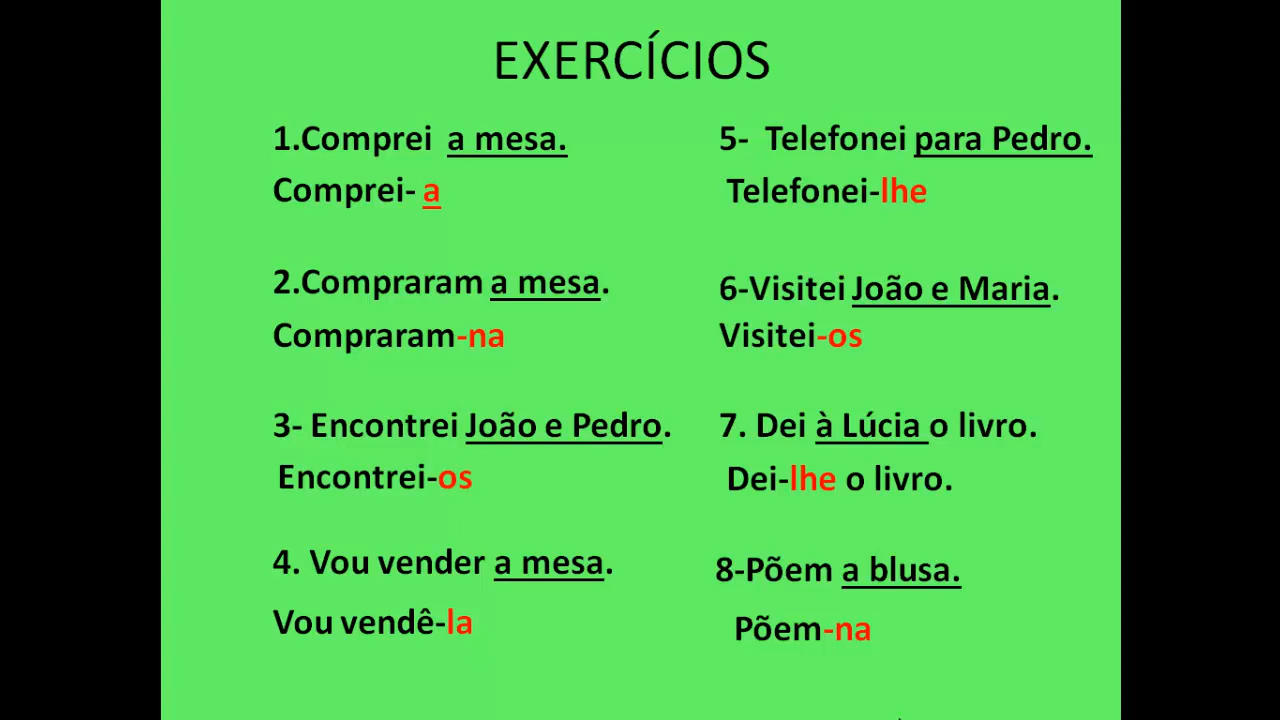 EXERCÍCIOS
1.Comprei a mesa.
Comprei- a
2.Compraram a mesa.
Compraram-na
3- Encontrei João e Pedro.
Encontrei-os
4. Vou vender a mesa.
Vou vendê-la
5- Telefonei para Pedro.
Telefonei-lhe
6-Visitei João e Maria.
Visitei-os
7. Dei à Lúcia o livro.
Dei-lhe o livro.
8-Põem a blusa.
Põem-na